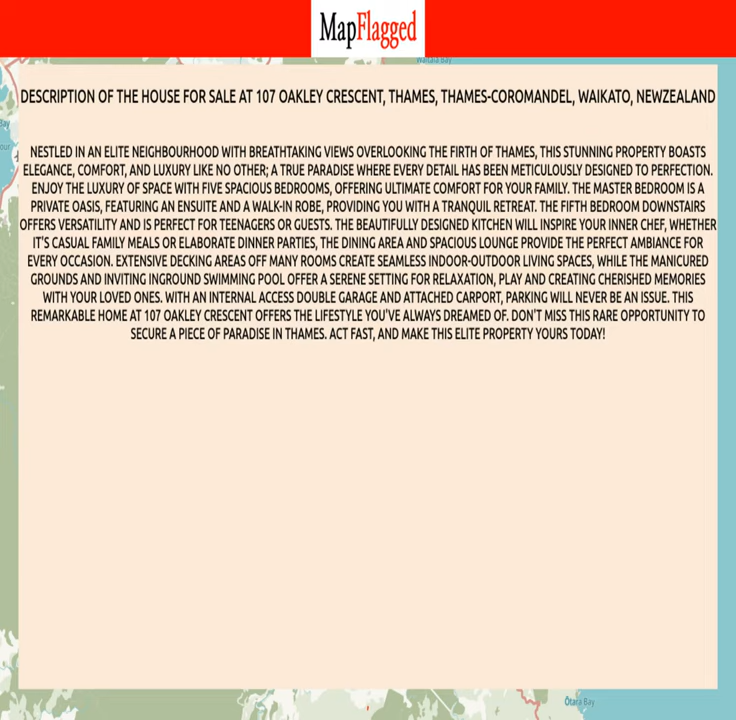 MapFlagged
Waitaia Bay
DESCRIPTION OF THE HOUSE FOR SALE AT 107 OAKLEY CRESCENT, THAMES, THAMES-COROMANDEL, WAIKATO, NEWZEALAND
NESTLED IN AN ELITE NEIGHBOURHOOD WITH BREATHTAKING VIEWS OVERLOOKING THE FIRTH OF THAMES, THIS STUNNING PROPERTY BOASTS
ELEGANCE, COMFORT, AND LUXURY LIKE NO OTHER; A TRUE PARADISE WHERE EVERY DETAIL HAS BEEN METICULOUSLY DESIGNED TO PERFECTION.
ENJOY THE LUXURY OF SPACE WITH FIVE SPACIOUS BEDROOMS, OFFERING ULTIMATE COMFORT FOR YOUR FAMILY. THE MASTER BEDROOM IS A
PRIVATE OASIS, FEATURING AN ENSUITE AND A WALK-IN ROBE, PROVIDING YOU WITH A TRANQUIL RETREAT. THE FIFTH BEDROOM DOWNSTAIRS
OFFERS VERSATILITY AND IS PERFECT FOR TEENAGERS OR GUESTS. THE BEAUTIFULLY DESIGNED KITCHEN WILL INSPIRE YOUR INNER CHEF, WHETHER
IT'S CASUAL FAMILY MEALS OR ELABORATE DINNER PARTIES, THE DINING AREA AND SPACIOUS LOUNGE PROVIDE THE PERFECT AMBIANCE FOR
EVERY OCCASION. EXTENSIVE DECKING AREAS OFF MANY ROOMS CREATE SEAMLESS INDOOR-OUTDOOR LIVING SPACES, WHILE THE MANICURED
GROUNDS AND INVITING INGROUND SWIMMING POOL OFFER A SERENE SETTING FOR RELAXATION, PLAY AND CREATING CHERISHED MEMORIES
WITH YOUR LOVED ONES. WITH AN INTERNAL ACCESS DOUBLE GARAGE AND ATTACHED CARPORT, PARKING WILL NEVER BE AN ISSUE. THIS
REMARKABLE HOME AT 107 OAKLEY CRESCENT OFFERS THE LIFESTYLE YOU'VE ALWAYS DREAMED OF. DON'T MISS THIS RARE OPPORTUNITY TO
SECURE A PIECE OF PARADISE IN THAMES. ACT FAST, AND MAKE THIS ELITE PROPERTY YOURS TODAY!
Ōtara Bay